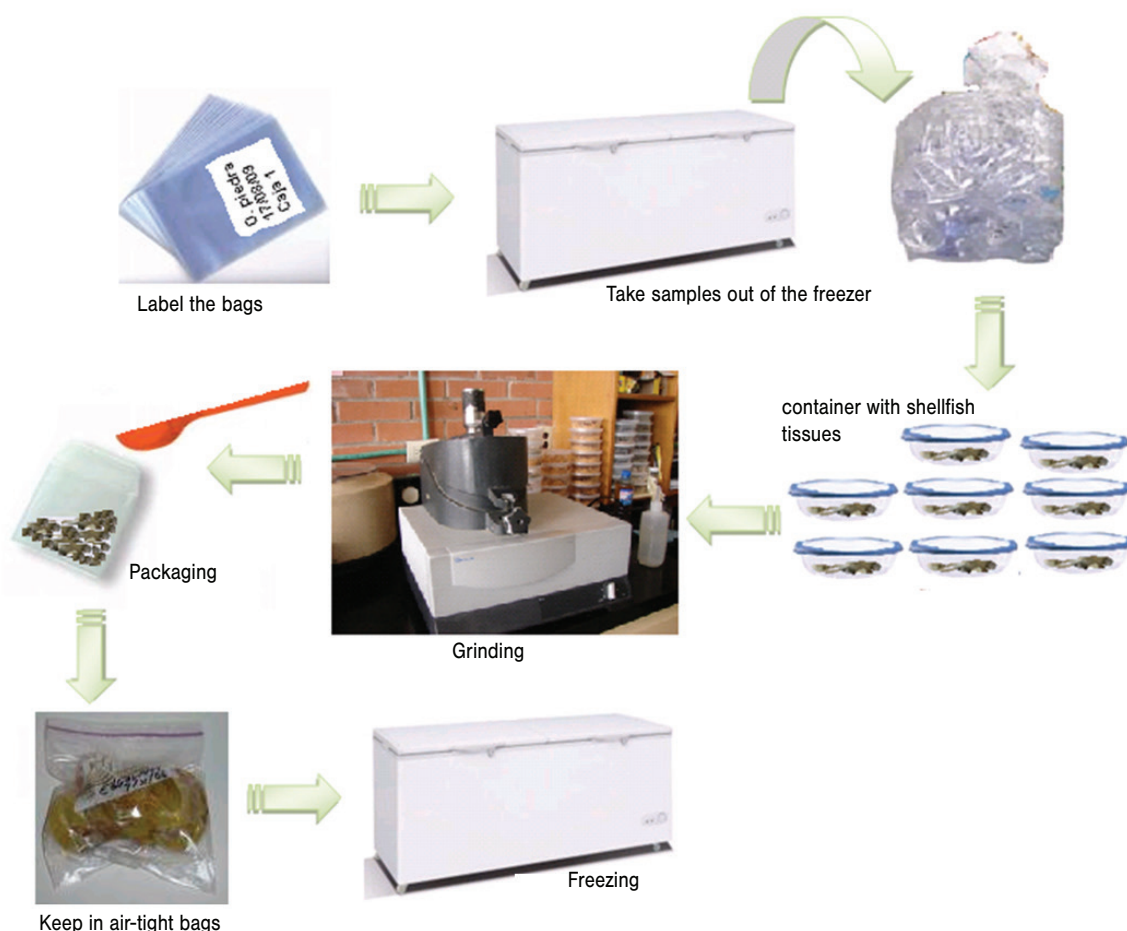 O. piedra
17/08/09
Caja 1
Label the bags
Take samples out of the freezer
container with shellfish
tissues
Grinding
Packaging
Keep in air-tight bags
Freezing